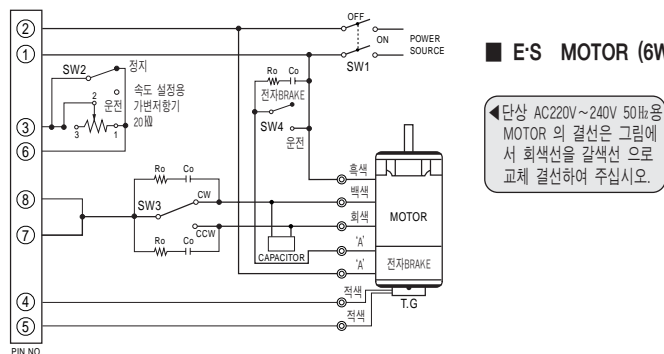 ② OFF
ON
POWER SOURCE
① SW1
■ E·S MOTOR (6W
SW2 정지
Ro Co
전자BRAKE
속도 설정용
가변저항기
20㏀
2
운전
③ 3 1
SW4
운전
⑥
◀단상 AC220V~240V 50㎐용
MOTOR 의 결선은 그림에
서 회색선을 갈색선 으로
교체 결선하여 주십시오.
흑색
Ro Co
백색
⑧ CW
SW3
회색
MOTOR
⑦ CCW
Ro Co
CAPACITOR
'A'
'A'
전자BRAKE
④ 적색
T.G
⑤ 적색
PIN NO